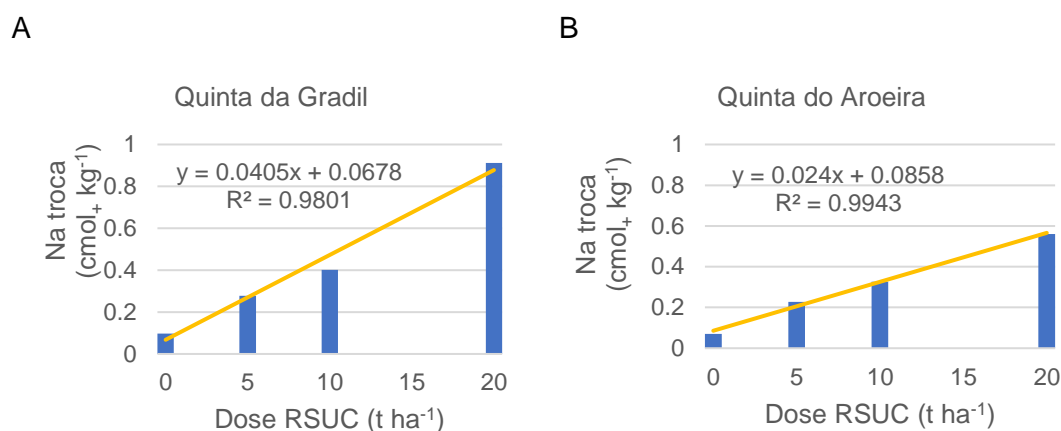 A
B
Quinta da Gradil
Na troca
(cmol₊ kg⁻¹)
1
0.8
0.6
0.4
0.2
0
y = 0.0405x + 0.0678
R² = 0.9801
0 5 10 15 20
Dose RSUC (t ha⁻¹)
Quinta do Aroeira
Na troca
(cmol₊ kg⁻¹)
1
0.8
0.6
0.4
0.2
0
y = 0.024x + 0.0858
R² = 0.9943
0 5 10 15 20
Dose RSUC (t ha⁻¹)